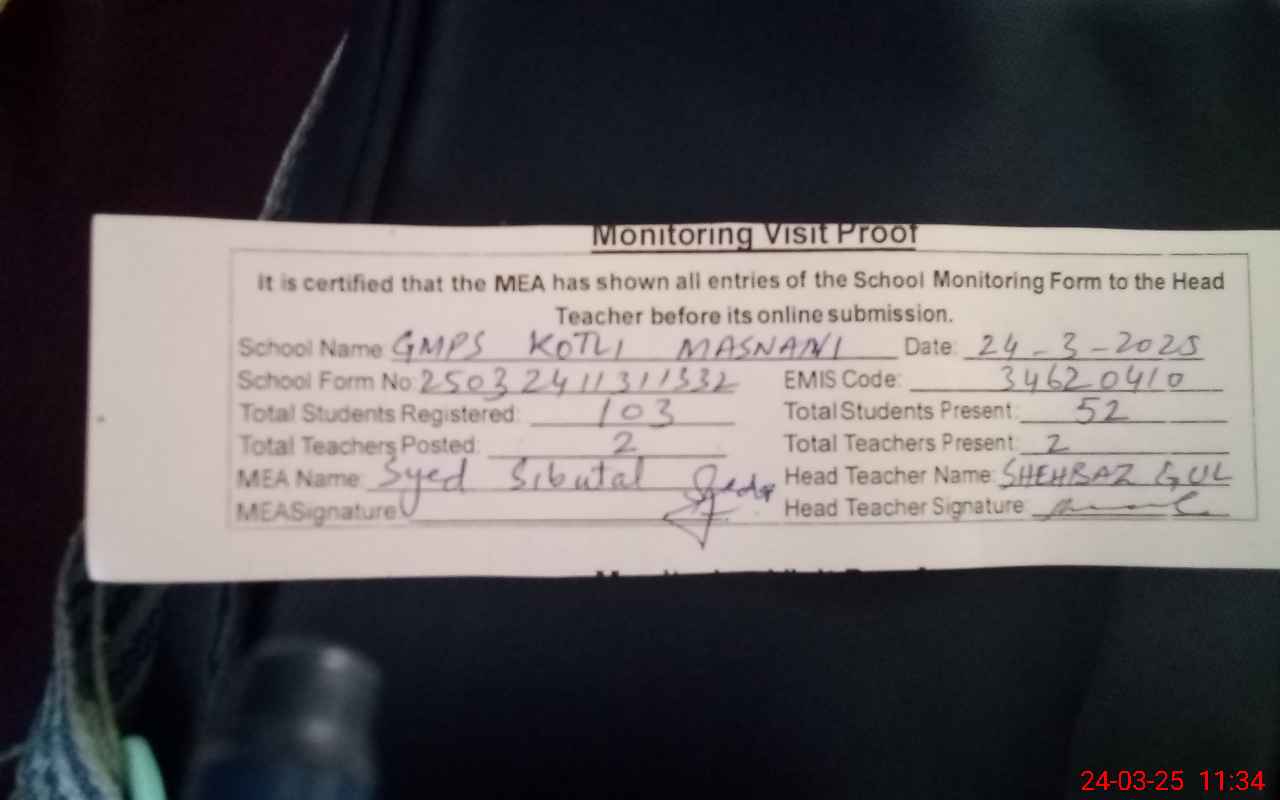 Monitoring Visit Proof
It is certified that the MEA has shown all entries of the School Monitoring Form to the Head
Teacher before its online submission.
School Name GMPS KOTLI MASNANI Date: 24-3-2025
School Form No: 25032411311332 EMIS Code: 34620410
Total Students Registered: 103 Total Students Present: 52
Total Teachers Posted: 2 Total Teachers Present: 2
MEA Name: Syed Sibutal Head Teacher Name: SHEHBAZ GUL
MEASignature Head Teacher Signature
24-03-25 11:34